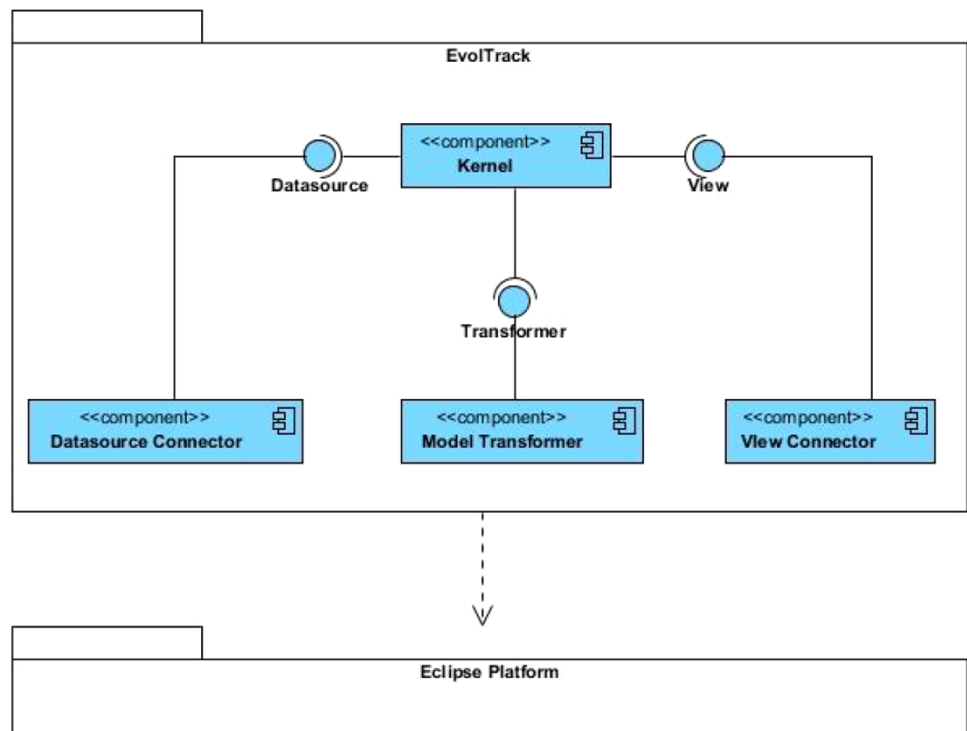 EvolTrack
<<component>>
Kernel
Datasource
View
Transformer
<<component>>
Datasource Connector
<<component>>
Model Transformer
<<component>>
VIew Connector
Eclipse Platform